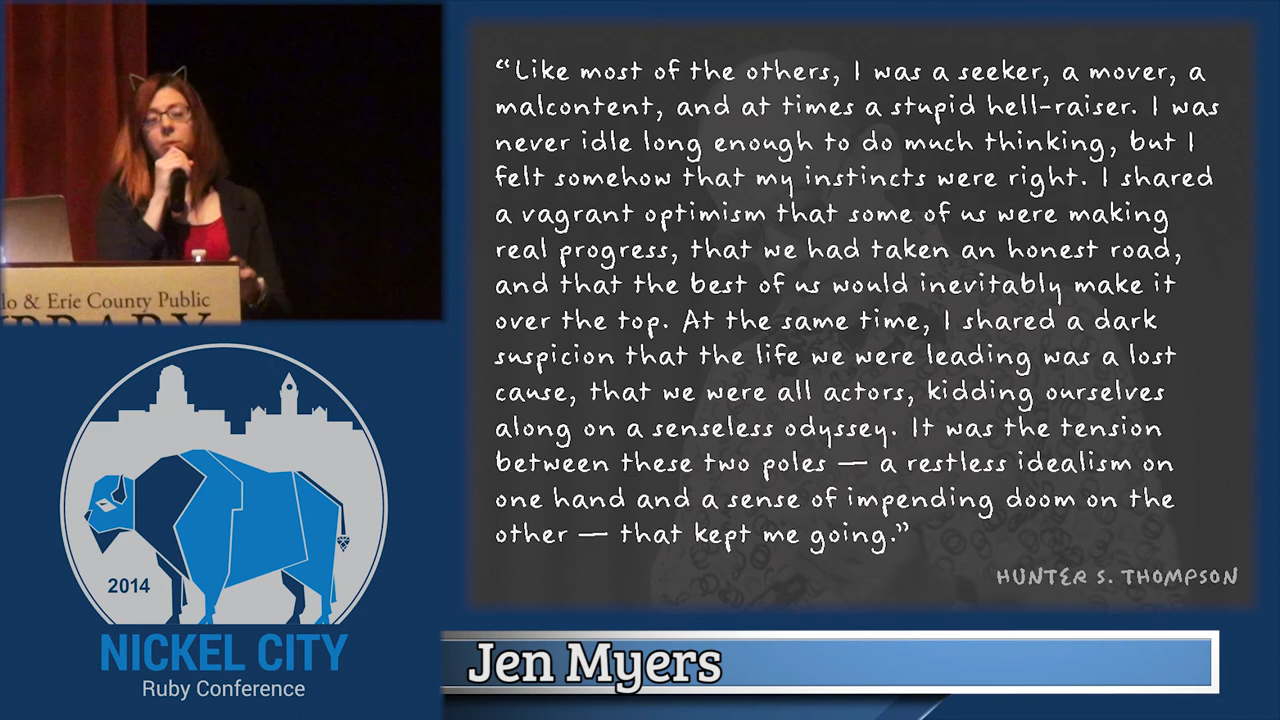 “Like most of the others, I was a seeker, a mover, a
malcontent, and at times a stupid hell-raiser. I was
never idle long enough to do much thinking, but I
felt somehow that my instincts were right. I shared
a vagrant optimism that some of us were making
real progress, that we had taken an honest road,
and that the best of us would inevitably make it
over the top. At the same time, I shared a dark
suspicion that the life we were leading was a lost
cause, that we were all actors, kidding ourselves
along on a senseless odyssey. It was the tension
between these two poles — a restless idealism on
one hand and a sense of impending doom on the
other — that kept me going.”
HUNTER S. THOMPSON
lo & Erie County Public
2014
NICKEL CITY
Ruby Conference
Jen Myers